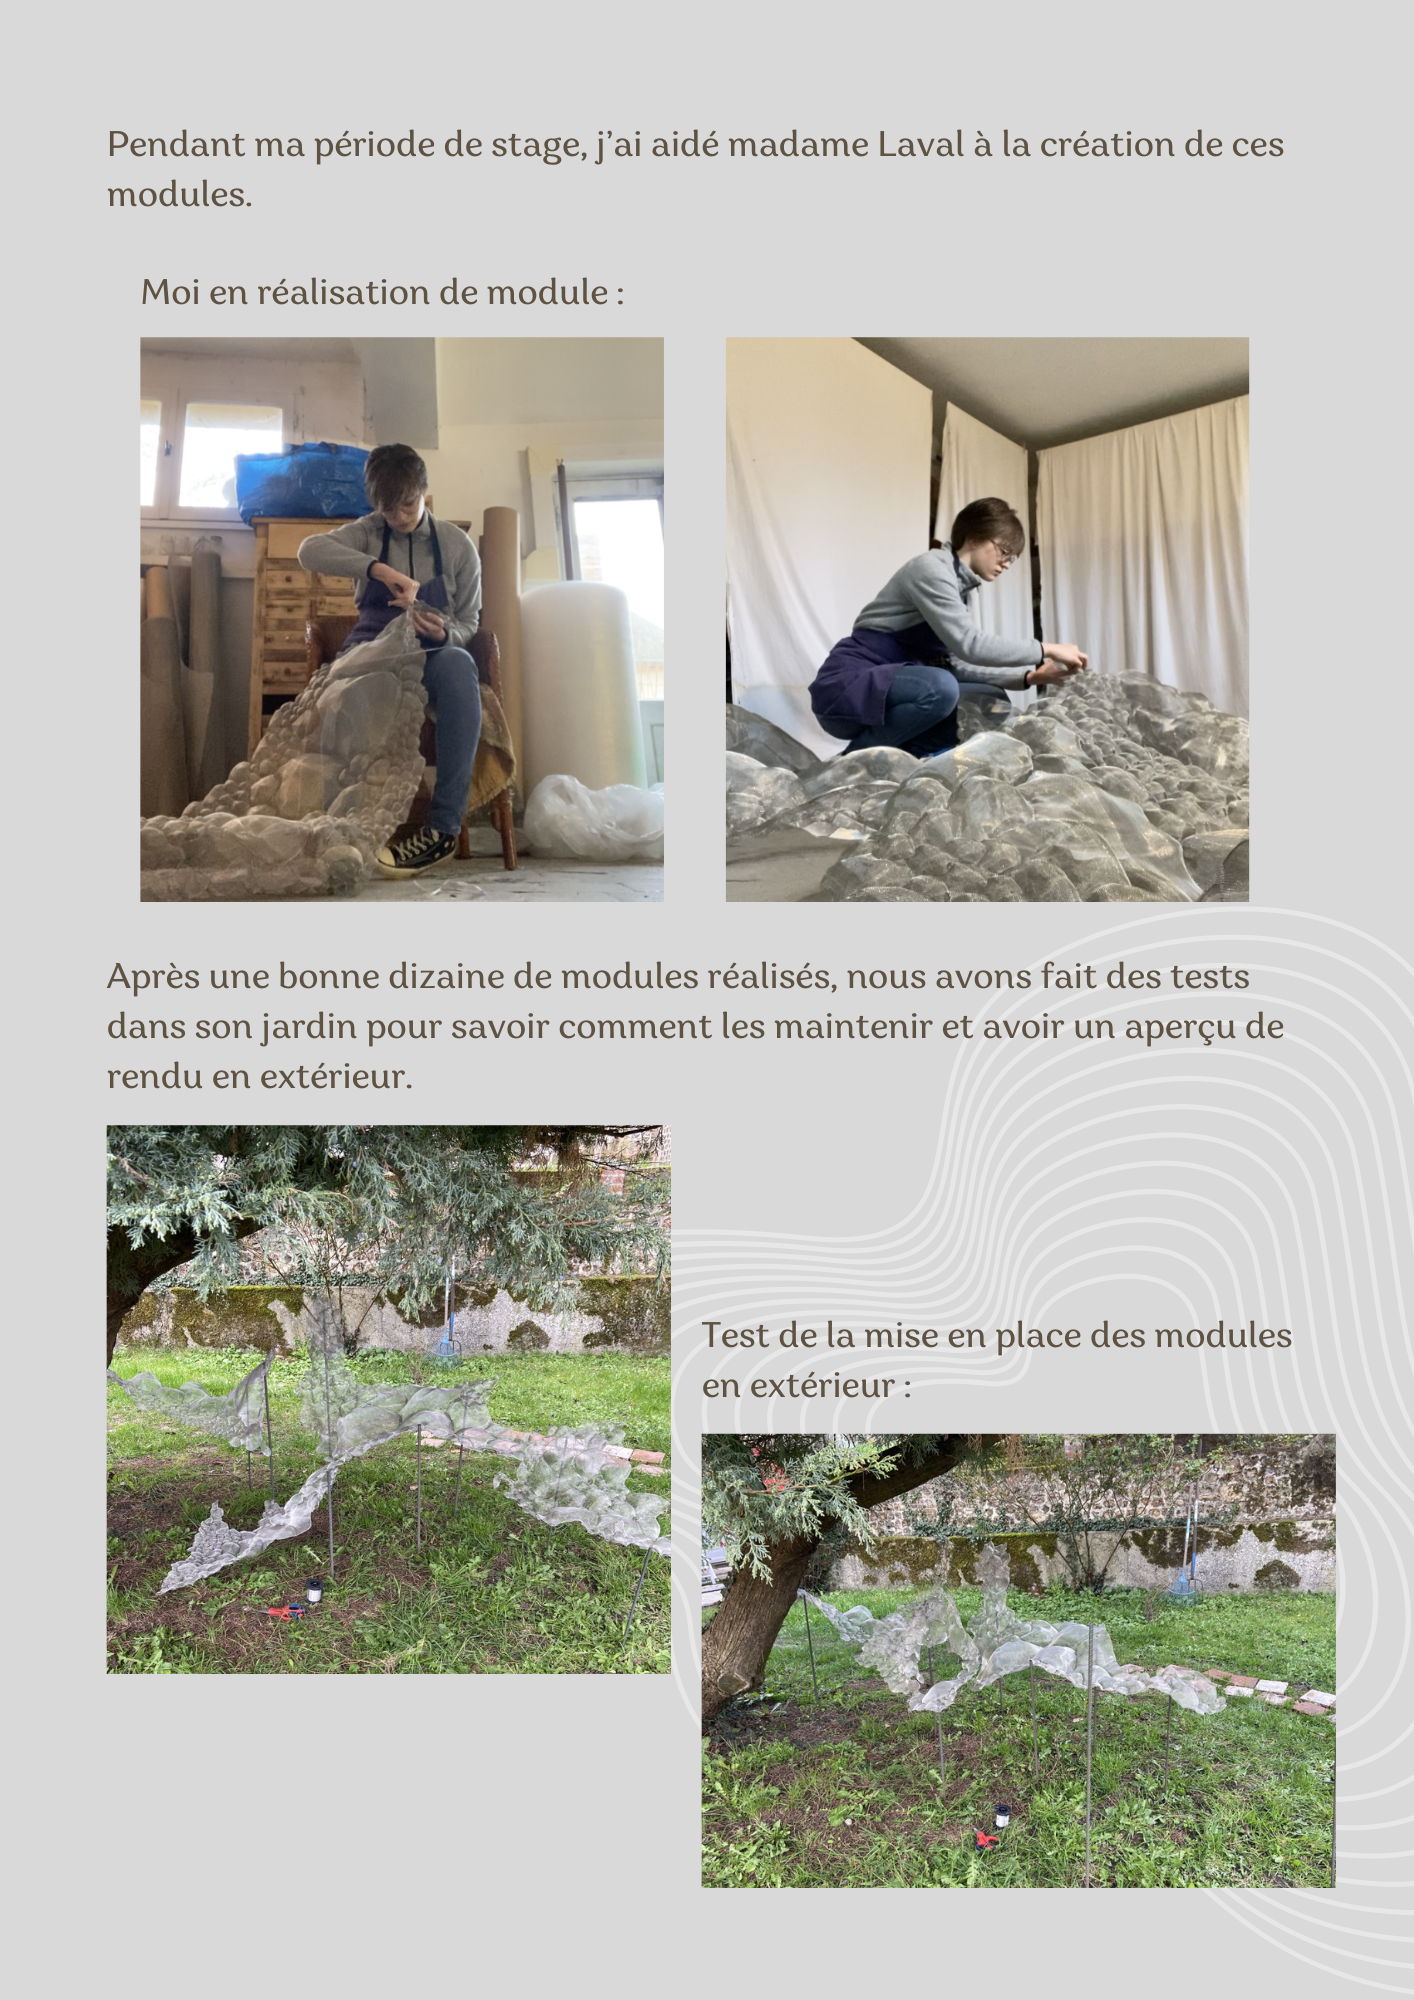 Pendant ma période de stage, j’ai aidé madame Laval à la création de ces
modules.
Moi en réalisation de module :
Après une bonne dizaine de modules réalisés, nous avons fait des tests
dans son jardin pour savoir comment les maintenir et avoir un aperçu de
rendu en extérieur.
Test de la mise en place des modules
en extérieur :